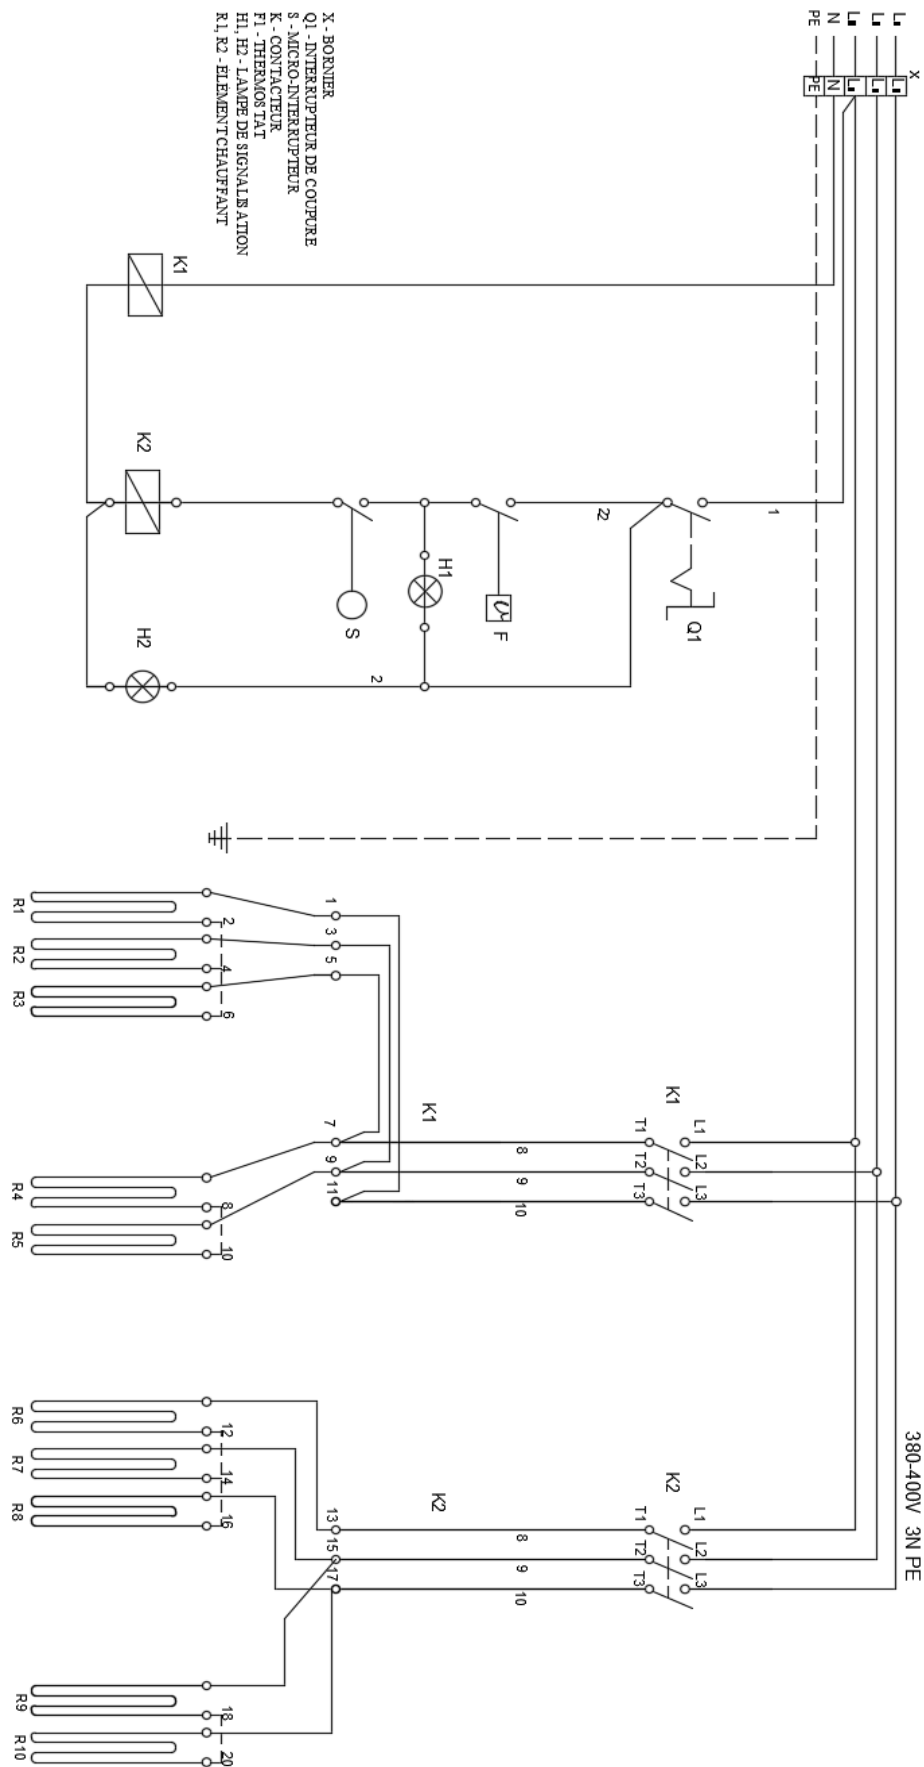 380-400V 3N PE
X
L
L
L
N
PE
L
L
L
N
PE
1
Q1
22
F
H1
2
S
K1
K2
H2
X - BORNIER
Q1 - INTERRUPTEUR DE COUPURE
S - MICRO-INTERRUPTEUR
K - CONTACTEUR
F1 - THERMOSTAT
H1, H2 - LAMPE DE SIGNALISATION
R1, R2 - ELEMENT CHAUFFANT
K1
L1
L2
L3
T1
T2
T3
8
9
10
K1
1
3
5
7
9
11
2
4
6
8
10
R1
R2
R3
R4
R5
K2
L1
L2
L3
T1
T2
T3
8
9
10
K2
13
15
17
12
14
16
18
20
R6
R7
R8
R9
R10